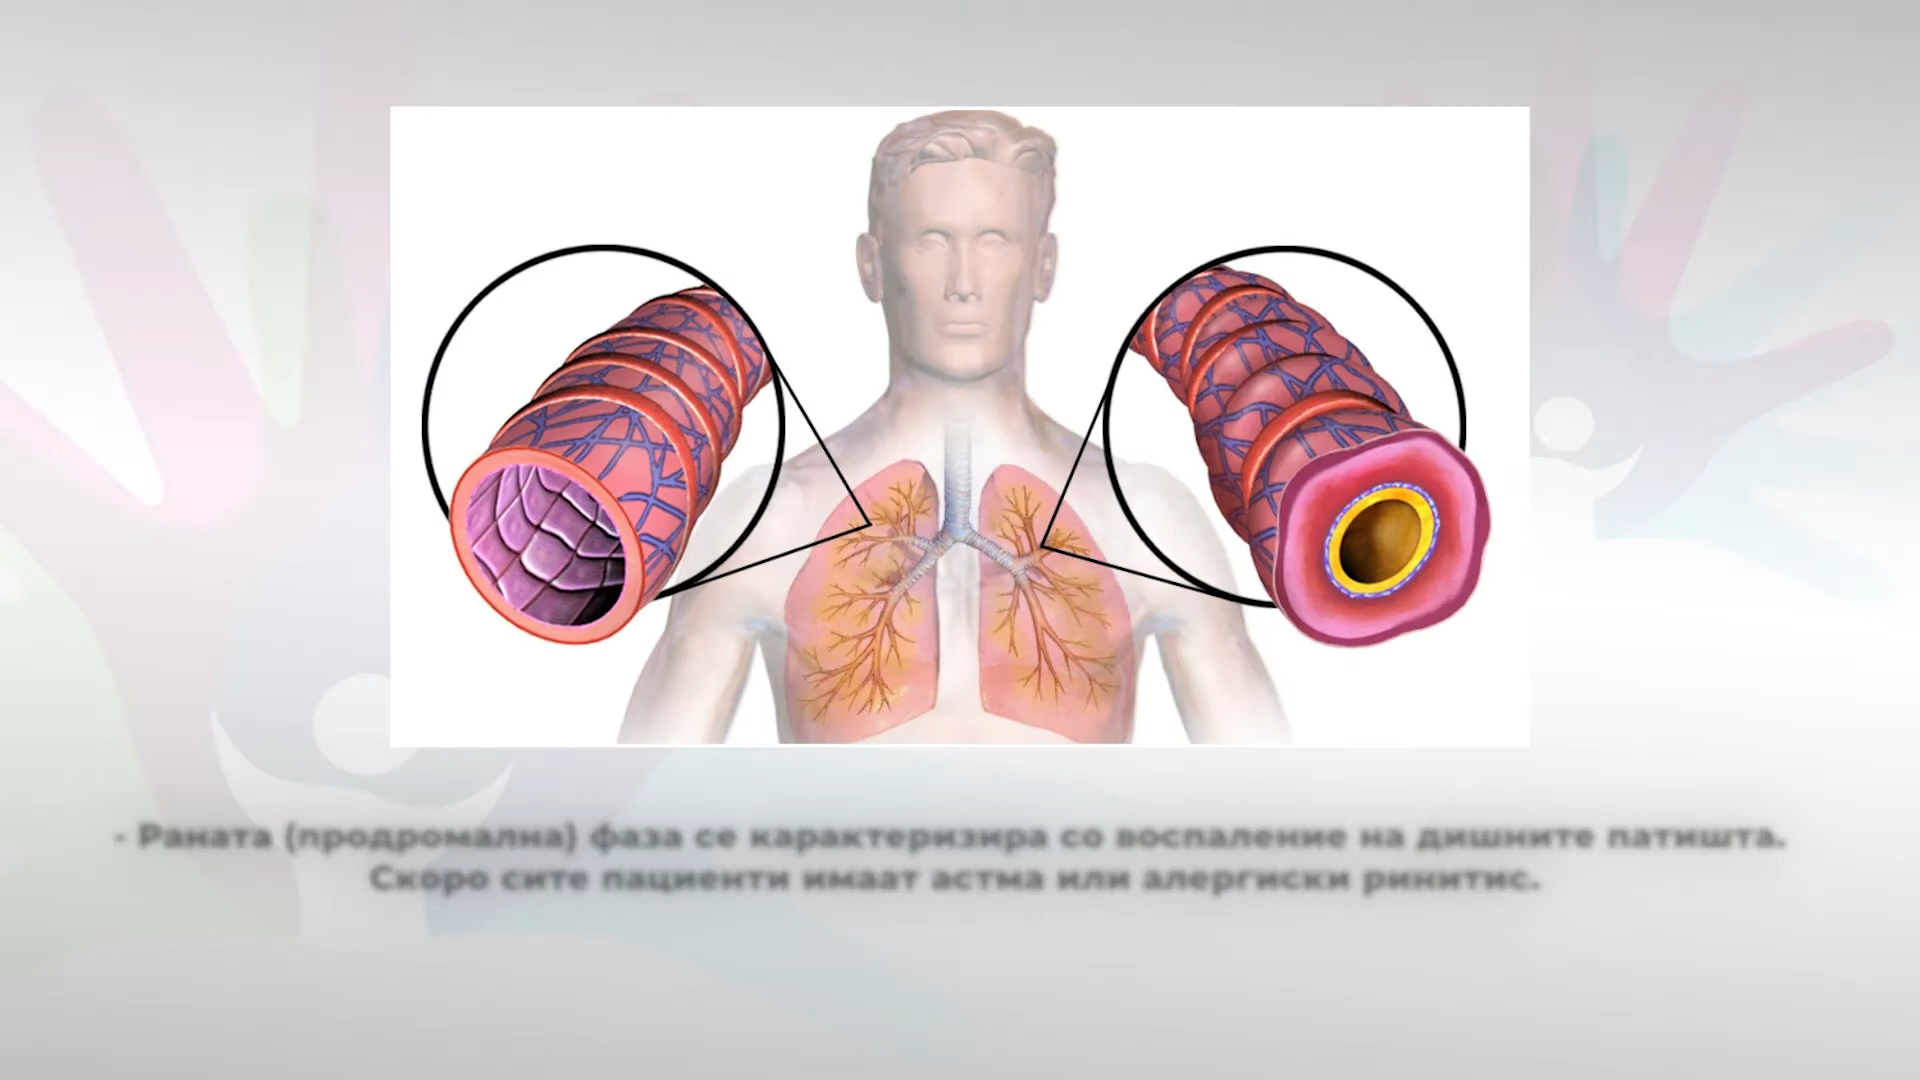 - Раната (продромална) фаза се карактеризира со воспаление на дишните патишта.
Скоро сите пациенти имаат астма или алергиски ринитис.